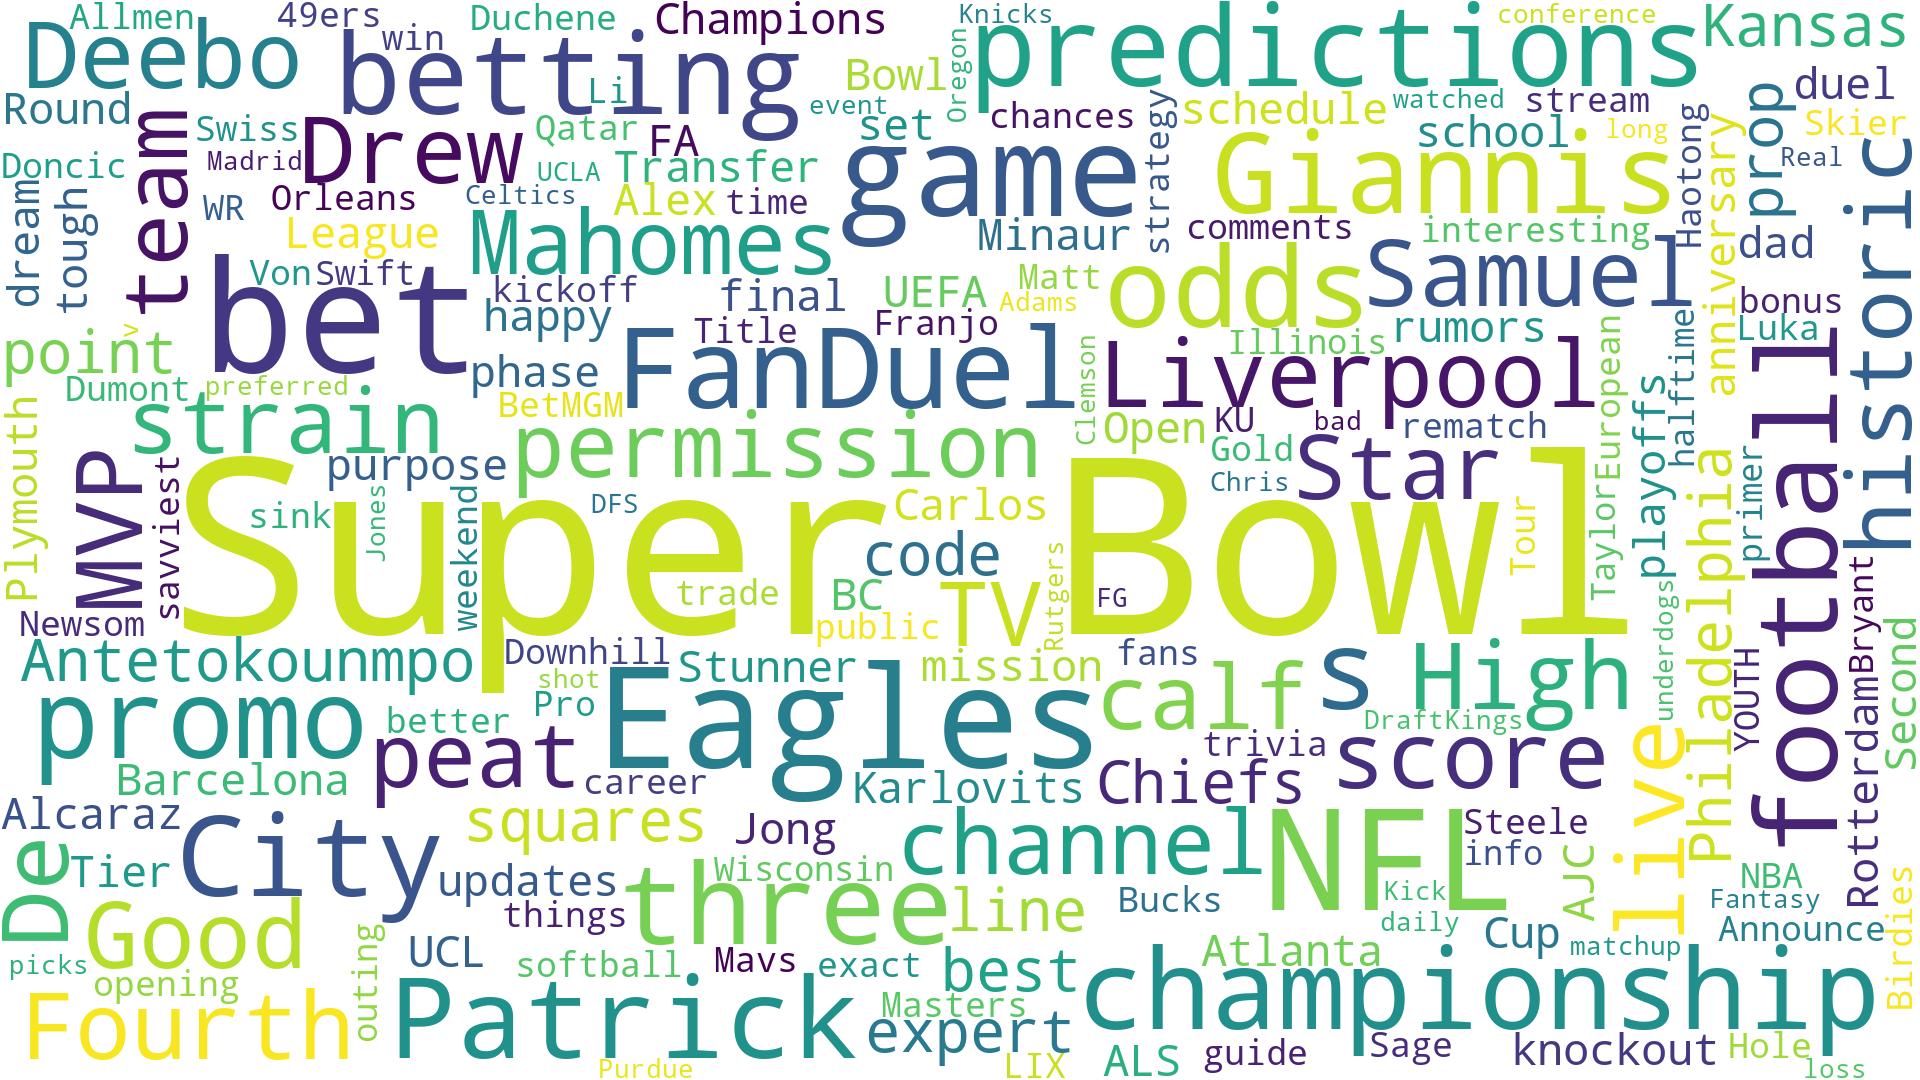 Allmen
49ers
Duchene
Champions
Knicks
conference
Kansas
Deebo
win
betting
predictions
Li
Bowl
Oregon
duel
Round
team
event
set
chances
strategy
schedule
watched
stream
prop
Swiss
Drew
Qatar
FA
game
Giannis
school
long
Haotong
anniversary
Skier
historic
Doncic
Madrid
UCLA
Transfer
Real
dream
tough
WR
Orleans
Celtics
Alex
time
League
Mahomes
Minaur
comments
interesting
dad
Von
Swift
bet
kickoff
final
UEFA
Matt
Adams
odds
Samuel
bonus
happy
Title
Franjo
Illinois
rumors
European
halftime
Luka
football
>
point
phase
FanDuel
Clemson
Liverpool
Dumont
preferred
BetMGM
Plymouth
strain
permission
Open
KU
bad
rematch
playoffs
MVP
savviest
purpose
Gold
Star
Philadelphia
primer
Chris
Super Bowl
sink
Jones
weekend
DFS
Carlos
Tour
Taylor
code
Rutgers
trade
BC
TV
FG
underdogs
Bryant
Newsom
public
Second
Antetokounmpo
Downhill
Stunner
mission
fans
s
High
YOUTH
promo
shot
Pro
Eagles
calf
DraftKings
better
peat
trivia
score
live
Rotterdam
Barcelona
career
Karlovits
Chiefs
Alcaraz
City
squares
Jong
channel
NFL
Steele
info
AJC
De
Tier
updates
three
Wisconsin
Bucks
Kick
daily
NBA
Fantasy
Birdies
Good
things
line
Cup
Announce
matchup
picks
opening
outing
UCL
softball
Mavs
exact
best
Atlanta
championship
Fourth
Patrick
Masters
expert
Purdue
LIX
ALS
guide
Sage
knockout
Hole
loss